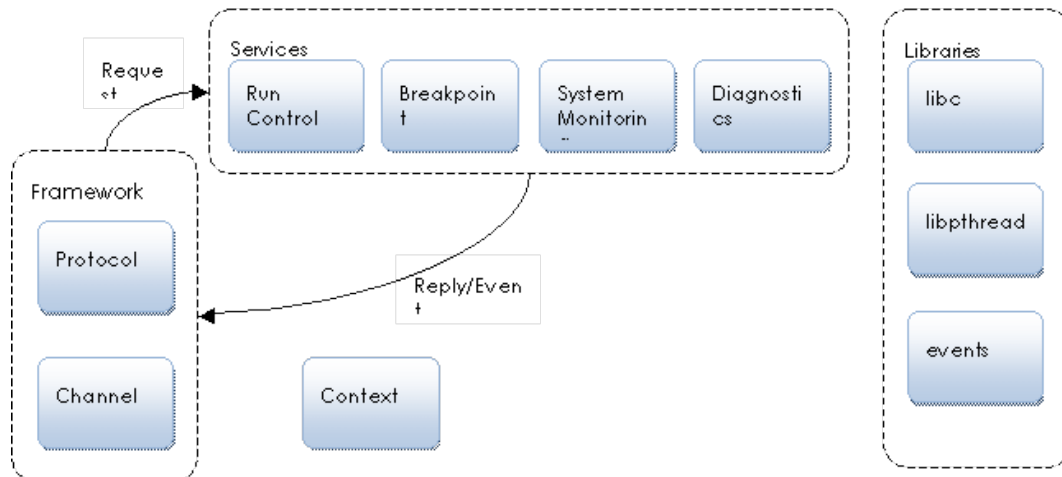 Services
Libraries
Reque
st
Run
Control
Breakpoin
t
System
Monitorin
Diagnosti
cs
libc
Framework
Protocol
libpthread
Reply/Even
t
Channel
Context
events